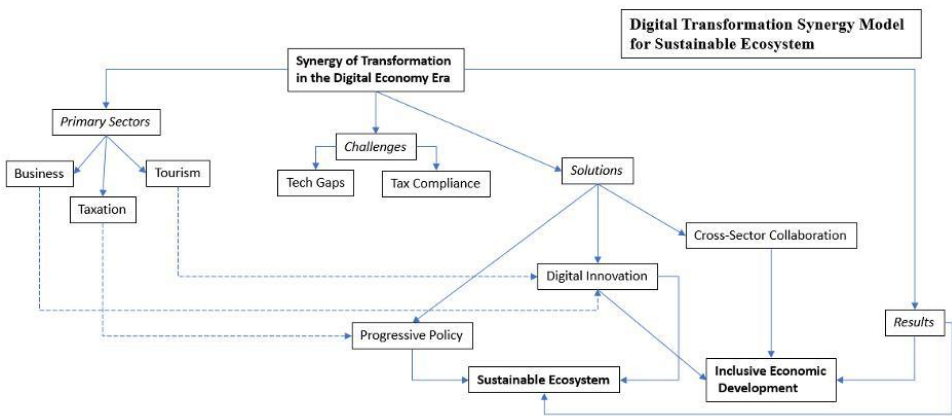 Digital Transformation Synergy Model
for Sustainable Ecosystem
Synergy of Transformation
in the Digital Economy Era
Primary Sectors
Challenges
Business
Tourism
Tech Gaps
Tax Compliance
Solutions
Taxation
Cross-Sector Collaboration
Digital Innovation
Progressive Policy
Results
Sustainable Ecosystem
Inclusive Economic
Development